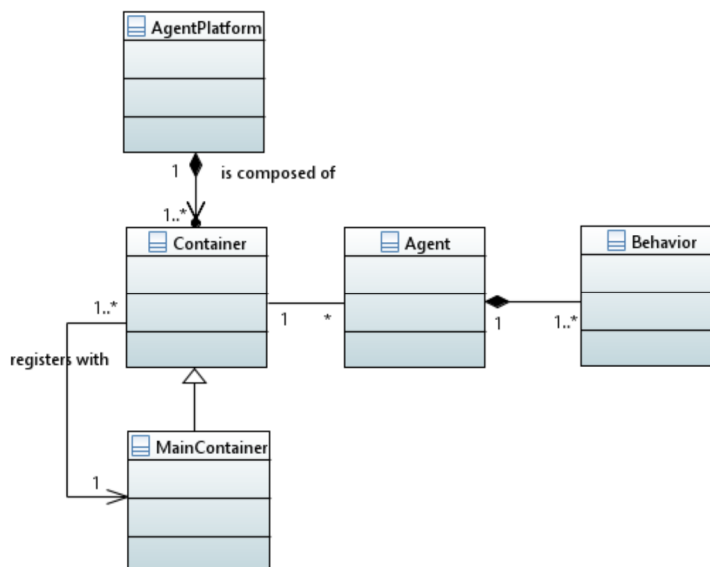 AgentPlatform
1
is composed of
1..*
Container
Agent
Behavior
1..*
1
*
1
1..*
registers with
MainContainer
1